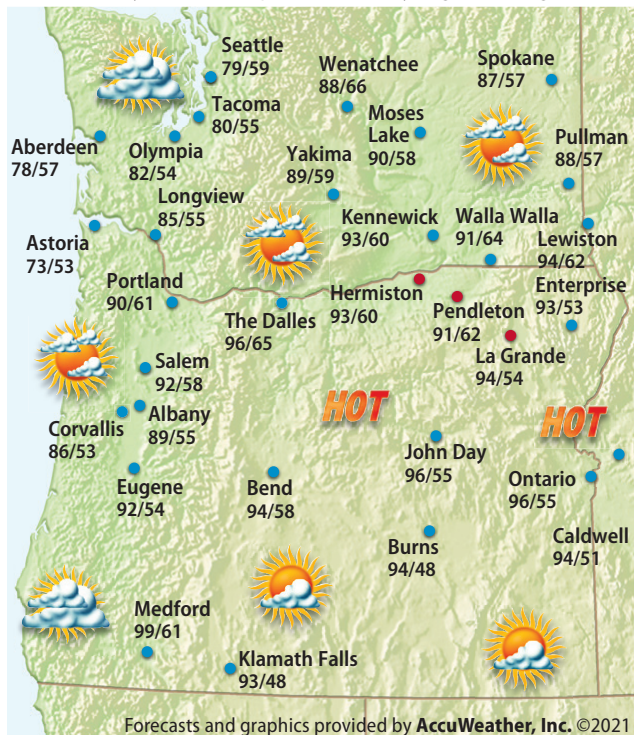 Seattle
79/59
Wenatchee
88/66
Spokane
87/57
Tacoma
80/55
Moses
Lake
90/58
Aberdeen
78/57
Olympia
82/54
Yakima
89/59
Pullman
88/57
Longview
85/55
Kennewick
93/60
Walla Walla
91/64
Lewiston
94/62
Astoria
73/53
Portland
90/61
The Dalles
96/65
Hermiston
93/60
Pendleton
91/62
Enterprise
93/53
La Grande
94/54
Salem
92/58
Corvallis
86/53
Albany
89/55
HOT
HOT
John Day
96/55
Ontario
96/55
Eugene
92/54
Bend
94/58
Burns
94/48
Caldwell
94/51
Medford
99/61
Klamath Falls
93/48
Forecasts and graphics provided by AccuWeather, Inc. ©2021